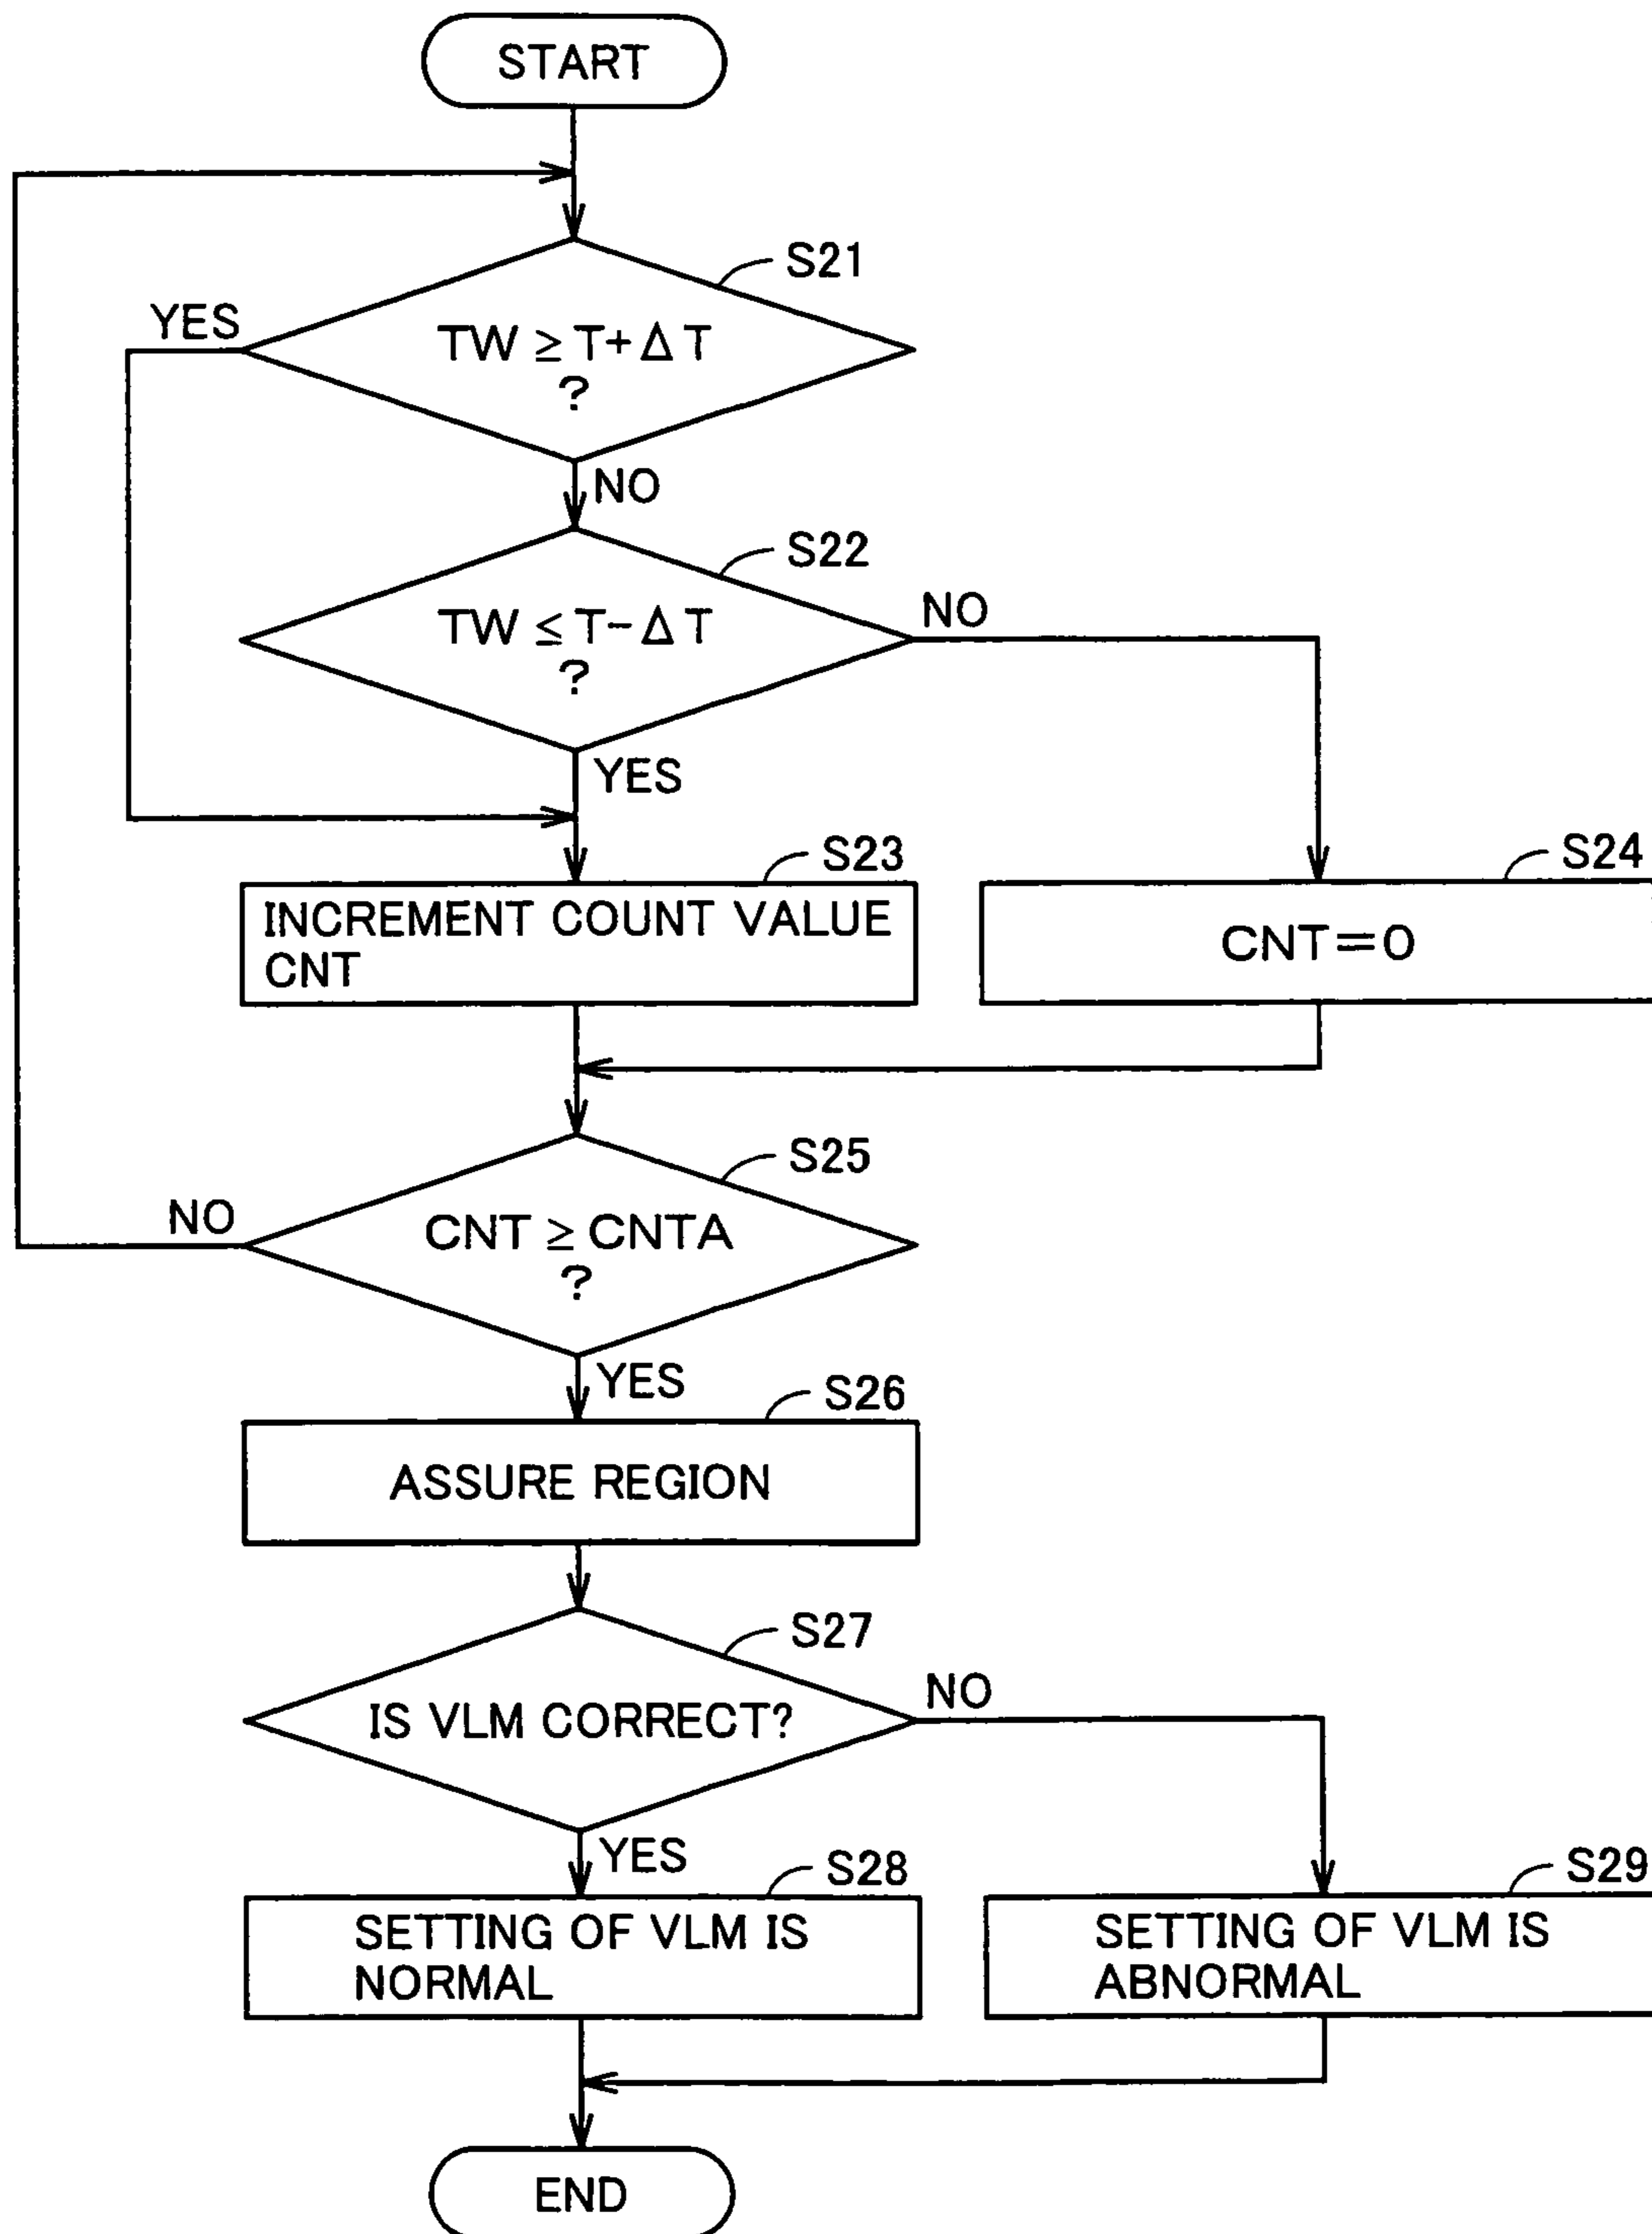 START
S21
YES
TW ≥ T+ΔT
?
NO
S22
NO
TW ≤ T-ΔT
?
YES
S23
S24
INCREMENT COUNT VALUE
CNT
CNT=0
S25
NO
CNT ≥ CNTA
?
YES
S26
ASSURE REGION
S27
NO
IS VLM CORRECT?
YES
S28
S29
SETTING OF VLM IS
NORMAL
SETTING OF VLM IS
ABNORMAL
END